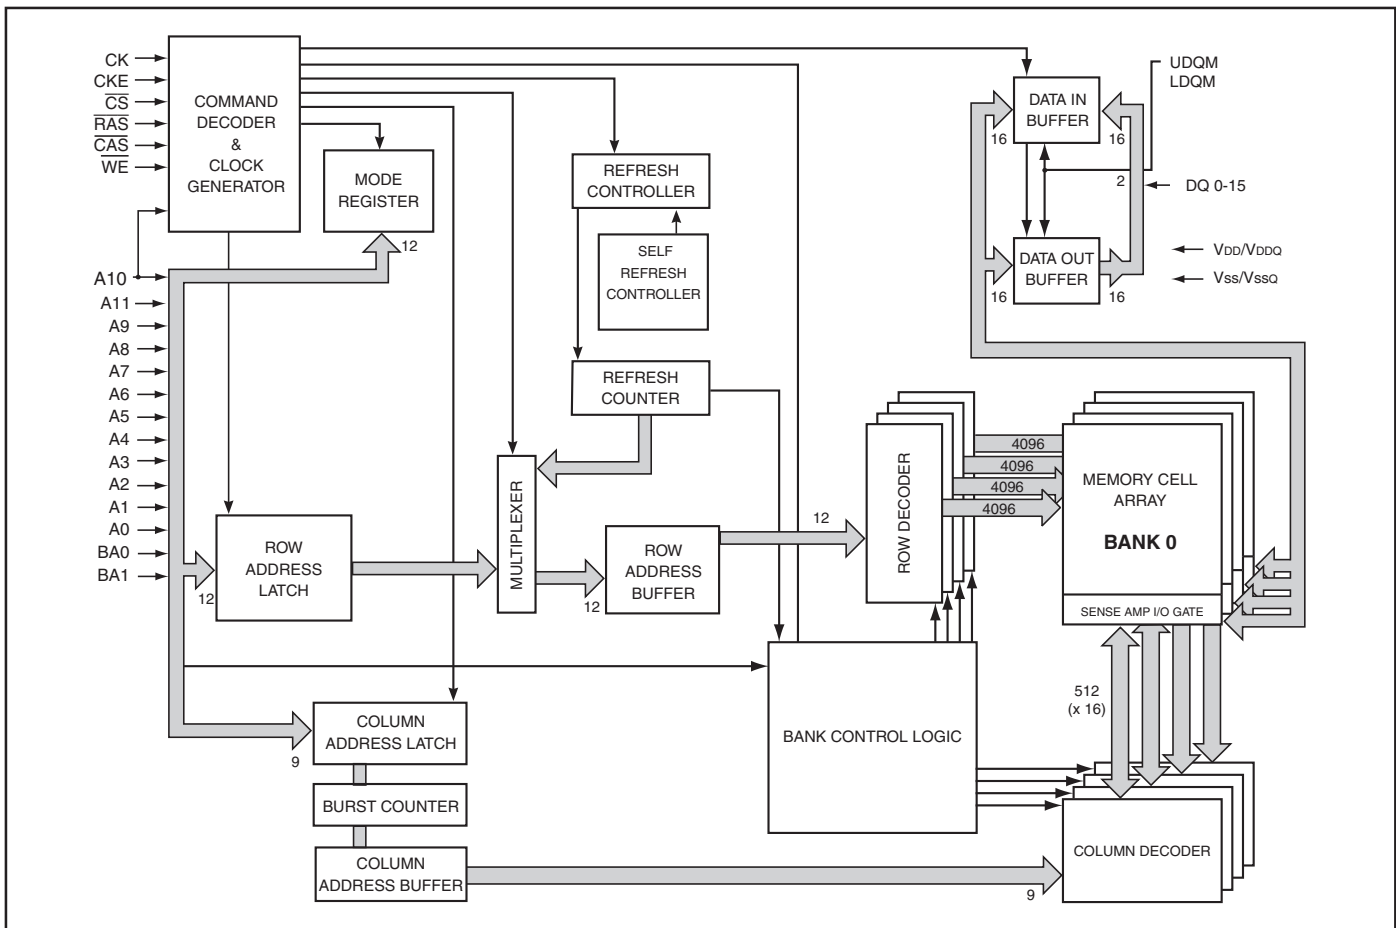 CK
CKE
CS
RAS
CAS
WE
COMMAND
DECODER
&
CLOCK
GENERATOR
A10
A11
A9
A8
A7
A6
A5
A4
A3
A2
A1
A0
BA0
BA1
MODE
REGISTER
12
REFRESH
CONTROLLER
SELF
REFRESH
CONTROLLER
REFRESH
COUNTER
MULTIPLEXER
12
ROW
ADDRESS
LATCH
12
ROW
ADDRESS
BUFFER
12
ROW DECODER
4096
4096
4096
4096
MEMORY CELL
ARRAY
BANK 0
SENSE AMP I/O GATE
DATA IN
BUFFER
16
16
UDQM
LDQM
2
DQ 0-15
DATA OUT
BUFFER
16
16
VDD/VDDQ
Vss/VssQ
512
(x 16)
BANK CONTROL LOGIC
COLUMN
ADDRESS LATCH
9
BURST COUNTER
COLUMN
ADDRESS BUFFER
9
COLUMN DECODER